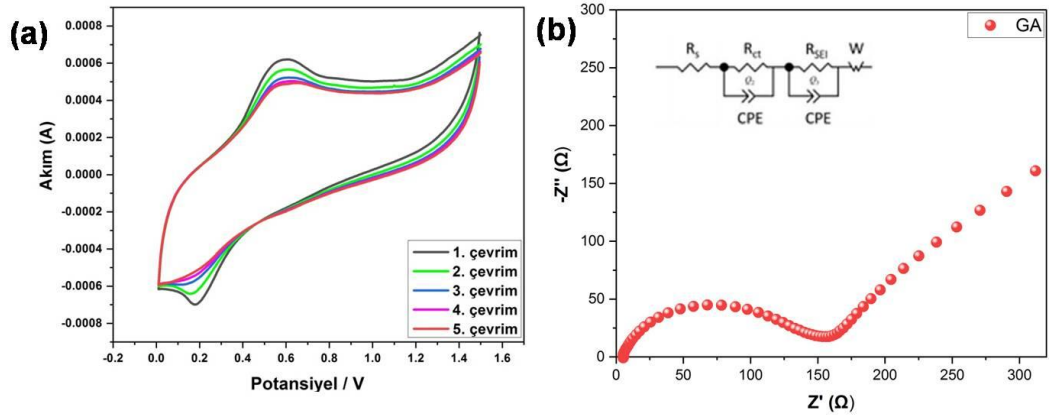 (a)
0.0008
0.0006
0.0004
0.0002
0.0000
-0.0002
-0.0004
-0.0006
-0.0008
Akım (A)
1. çevrim
2. çevrim
3. çevrim
4. çevrim
5. çevrim
-0.2 0.0 0.2 0.4 0.6 0.8 1.0 1.2 1.4 1.6
Potansiyel / V
(b)
300
250
200
150
100
50
0
-Z'' (Ω)
GA
Rs Rct RSEI W
CPE CPE
0 50 100 150 200 250 300
Z' (Ω)